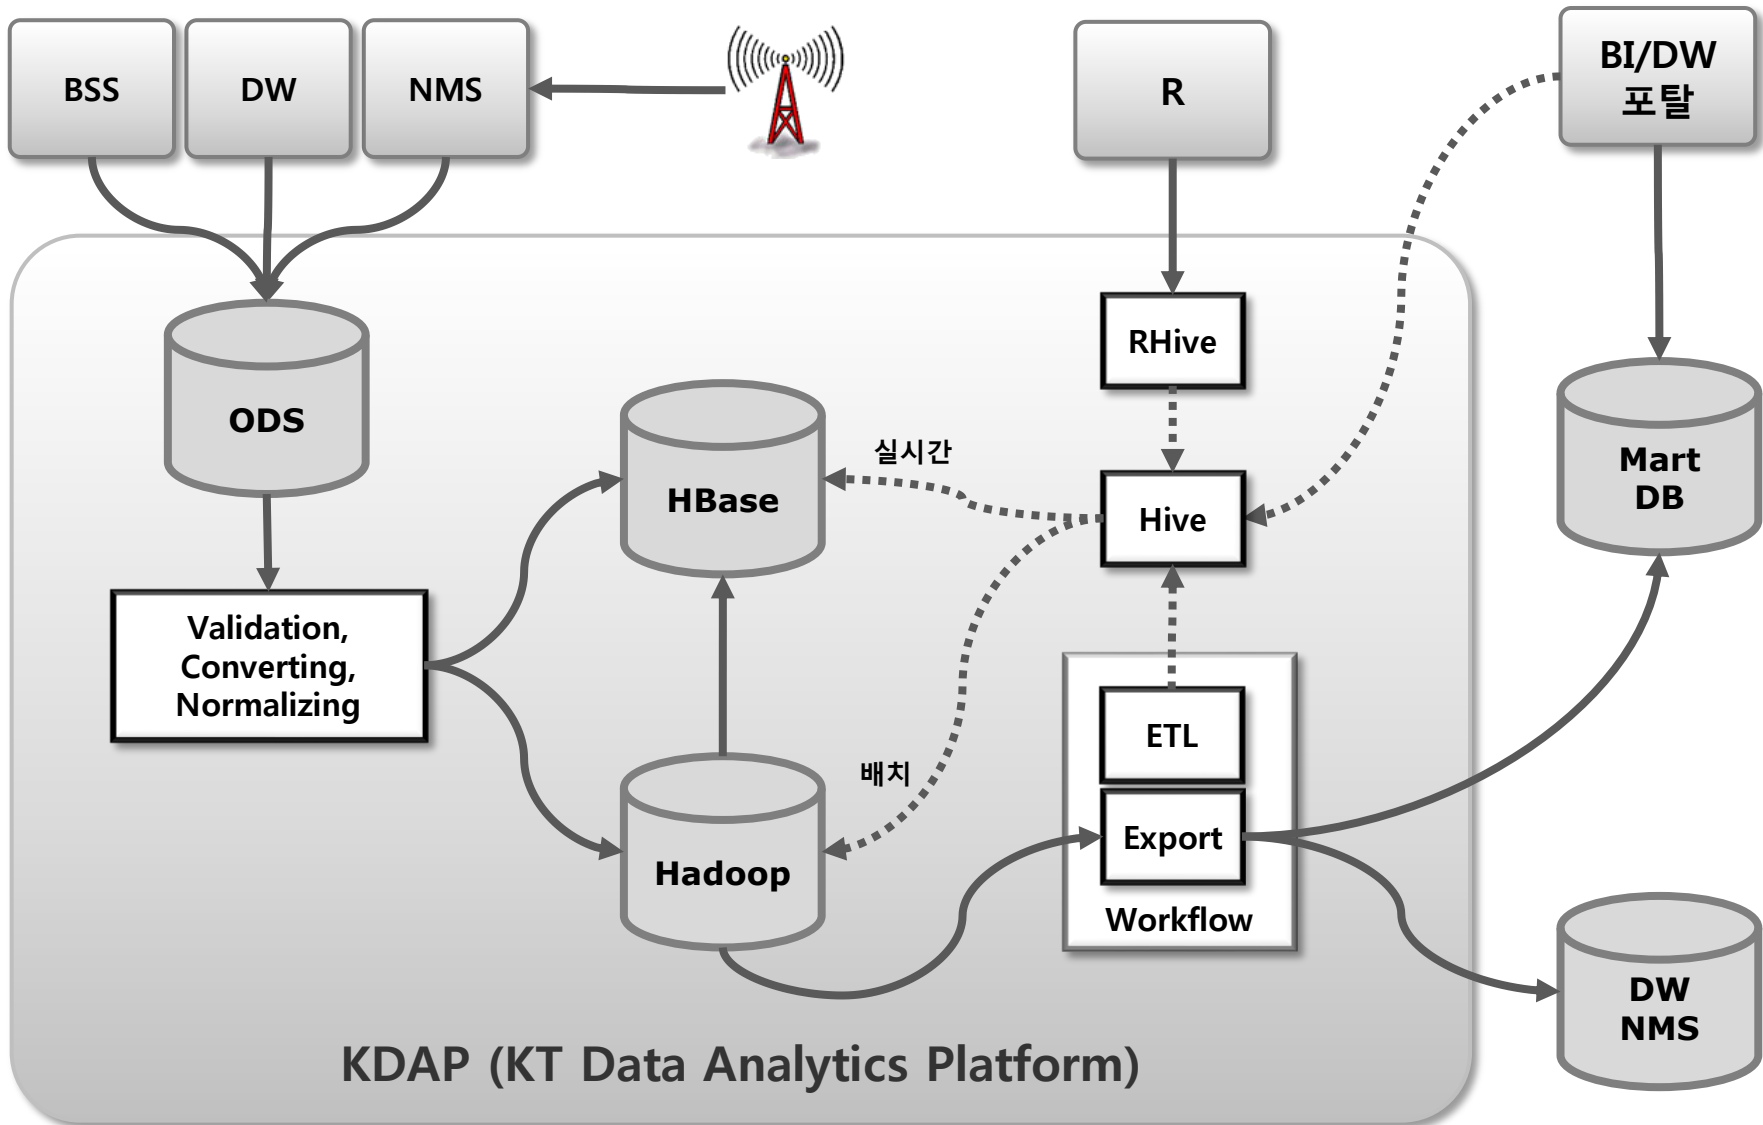 BSS
DW
NMS
R
BI/DW
포탈
RHive
ODS
실시간
HBase
Hive
Mart
DB
Validation,
Converting,
Normalizing
ETL
배치
Export
Hadoop
Workflow
DW
NMS
KDAP (KT Data Analytics Platform)